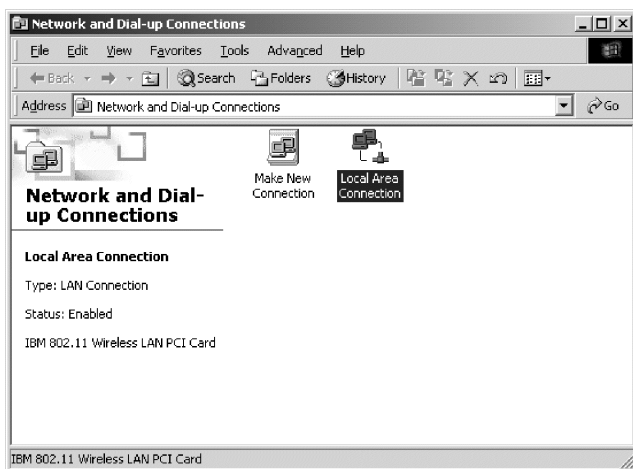 Network and Dial-up Connections
File Edit View Favorites Tools Advanced Help
Back Search Folders History
Address Network and Dial-up Connections Go
Make New Connection
Local Area Connection
Network and Dial-
up Connections
Local Area Connection
Type: LAN Connection
Status: Enabled
IBM 802.11 Wireless LAN PCI Card
IBM 802.11 Wireless LAN PCI Card